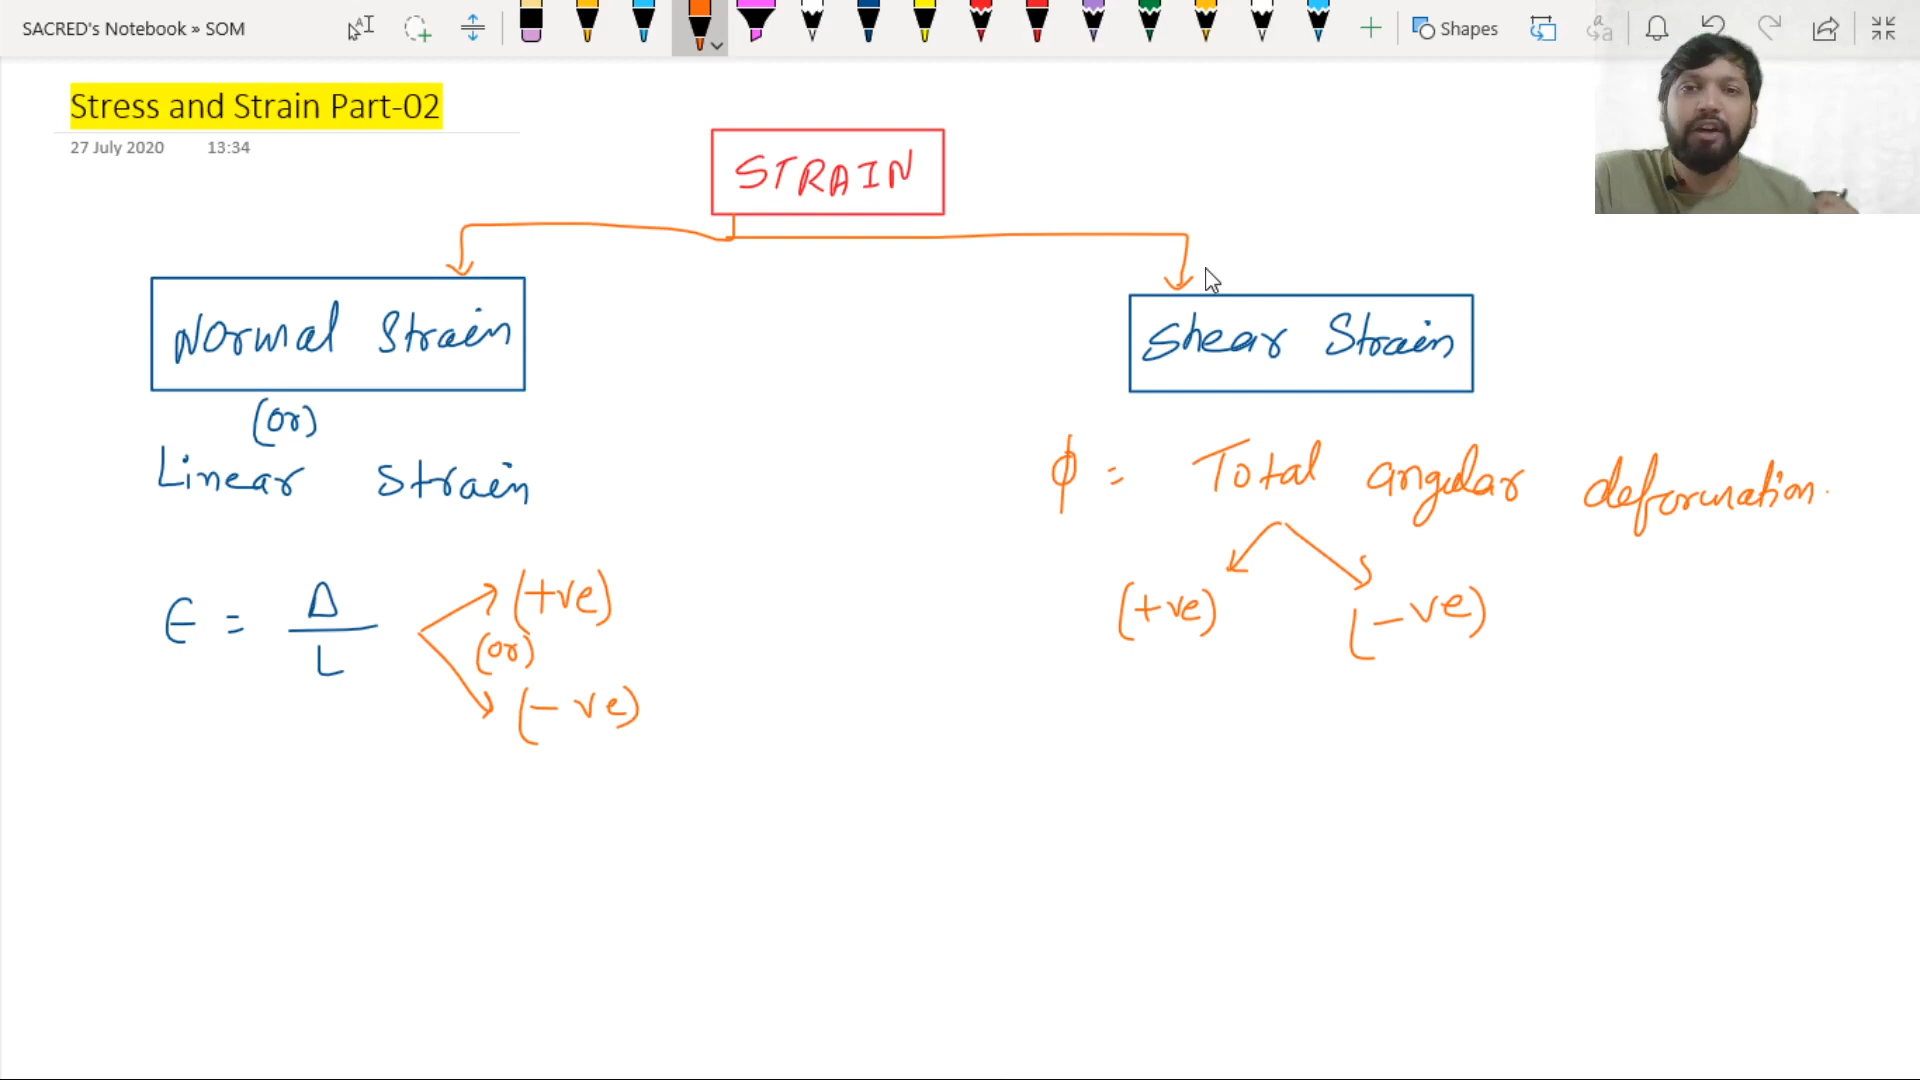 SACRED's Notebook » SOM
Shapes
Stress and Strain Part-02
27 July 2020 13:34
STRAIN
Normal Strain
(or)
Linear strain
ϵ = Δ / L
(+ve)
(or)
(- ve)
Shear Strain
ϕ = Total angular deformation.
(+ve) (-ve)